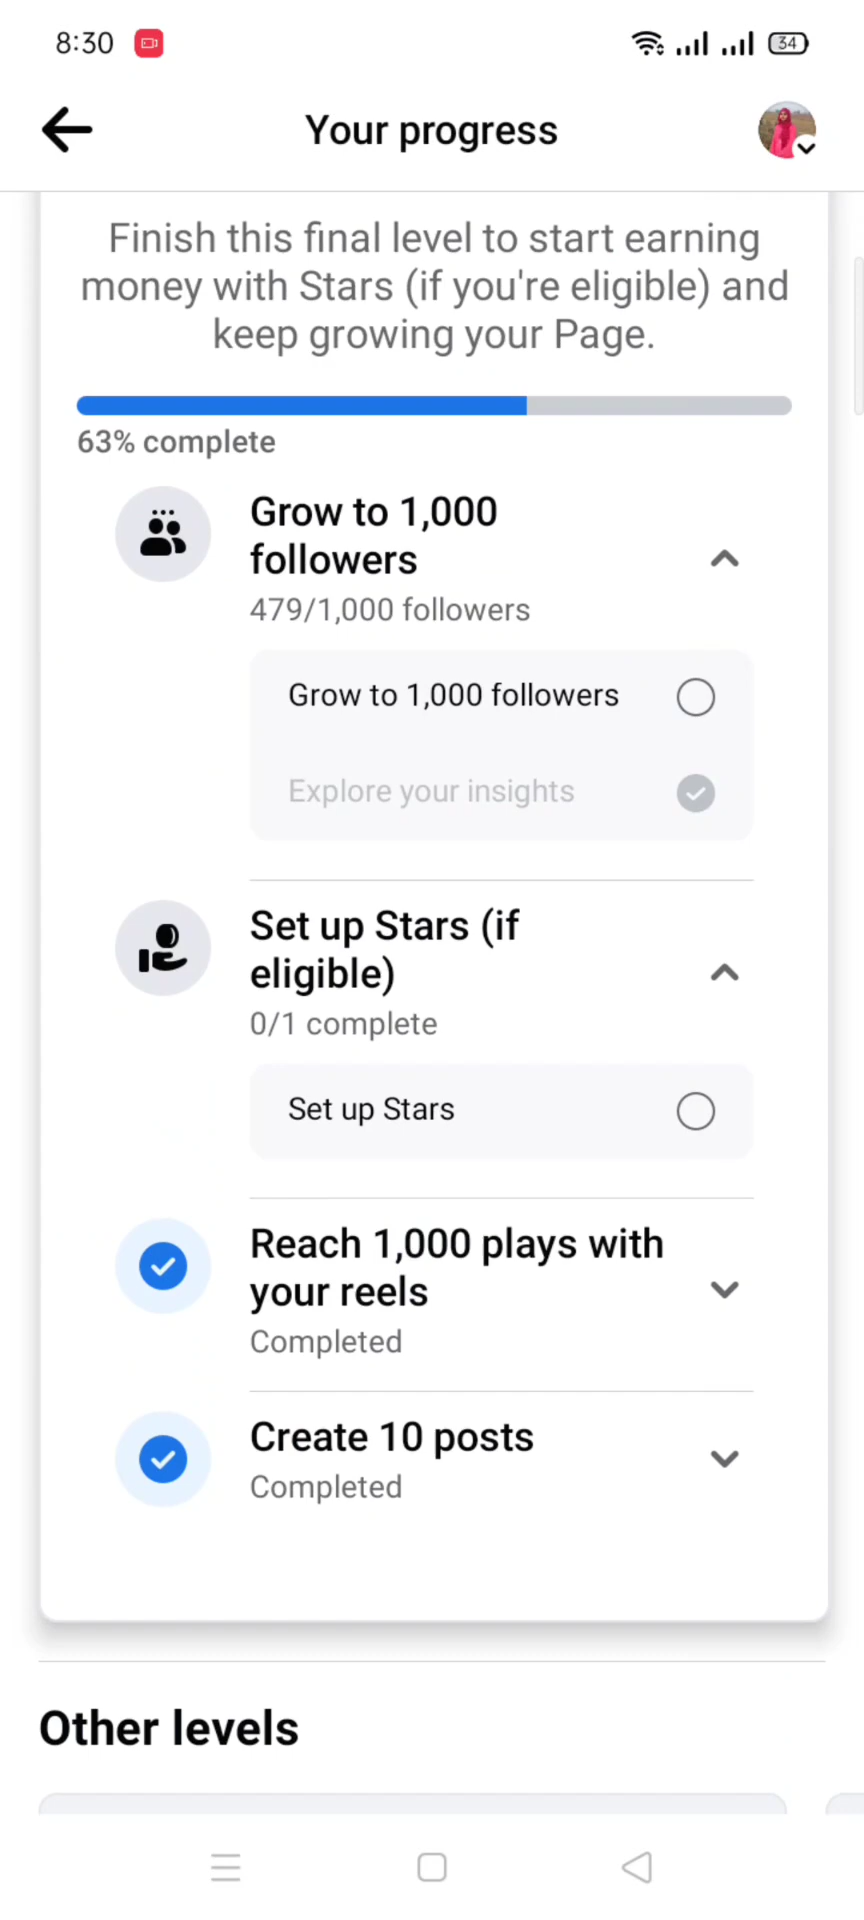 8:30
34
Your progress
Finish this final level to start earning
money with Stars (if you're eligible) and
keep growing your Page.
63% complete
Grow to 1,000
followers
479/1,000 followers
Grow to 1,000 followers
Explore your insights
Set up Stars (if
eligible)
0/1 complete
Set up Stars
Reach 1,000 plays with
your reels
Completed
Create 10 posts
Completed
Other levels